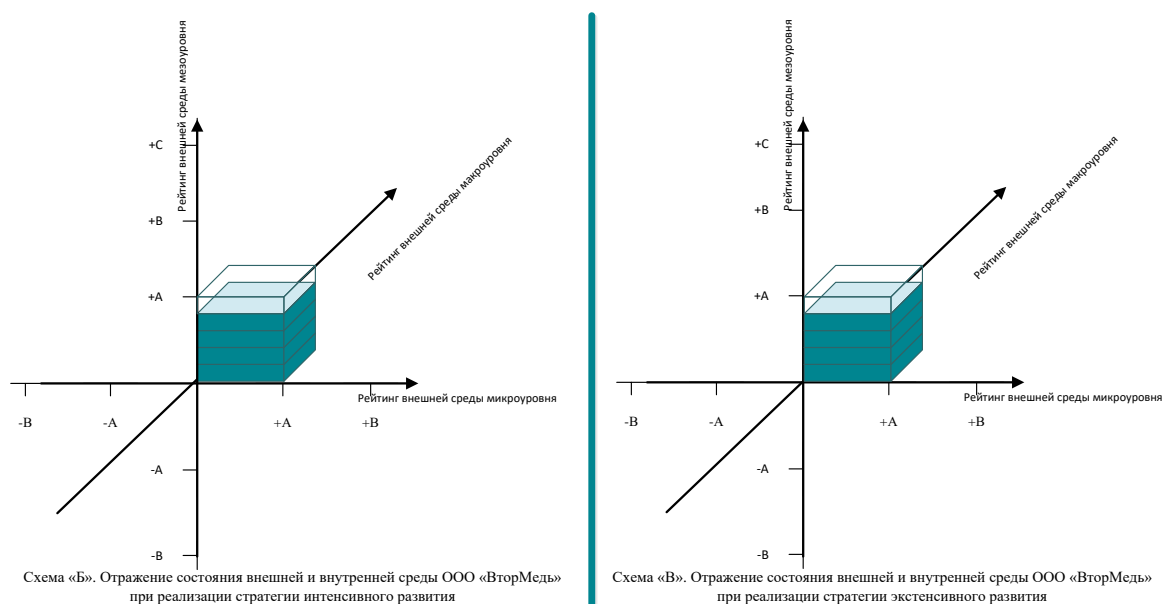 Рейтинг внешней среды мезоуровня
+C
+B
+A
-B
-A
+A
+B
-A
-B
Рейтинг внешней среды макроуровня
Рейтинг внешней среды микроуровня
Схема «Б». Отражение состояния внешней и внутренней среды ООО «ВторМедь»
при реализации стратегии интенсивного развития
Рейтинг внешней среды мезоуровня
+C
+B
+A
-B
-A
+A
+B
-A
-B
Рейтинг внешней среды макроуровня
Рейтинг внешней среды микроуровня
Схема «В». Отражение состояния внешней и внутренней среды ООО «ВторМедь»
при реализации стратегии экстенсивного развития